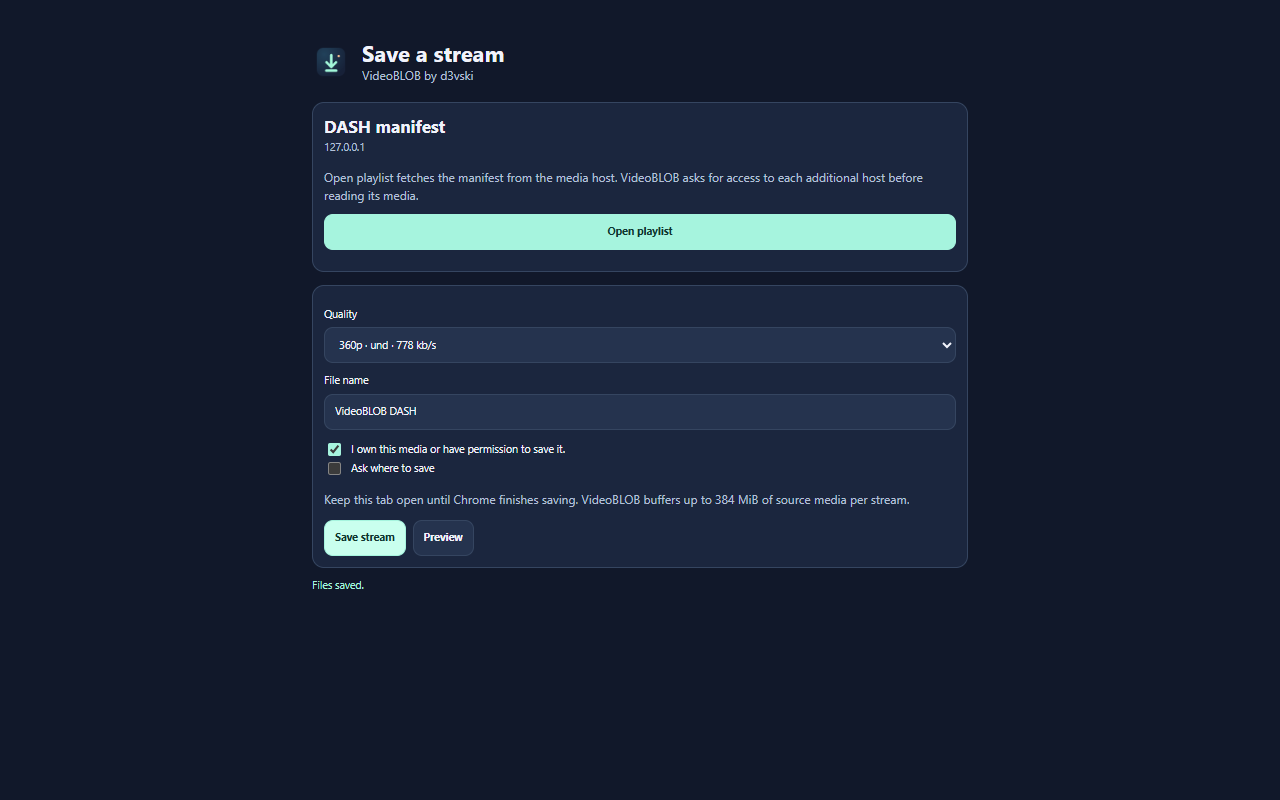 Save a stream
VideoBLOB by d3vski
DASH manifest
127.0.0.1
Open playlist fetches the manifest from the media host. VideoBLOB asks for access to each additional host before
reading its media.
Open playlist
Quality
360p · und · 778 kb/s
File name
VideoBLOB DASH
I own this media or have permission to save it.
Ask where to save
Keep this tab open until Chrome finishes saving. VideoBLOB buffers up to 384 MiB of source media per stream.
Save stream
Preview
Files saved.